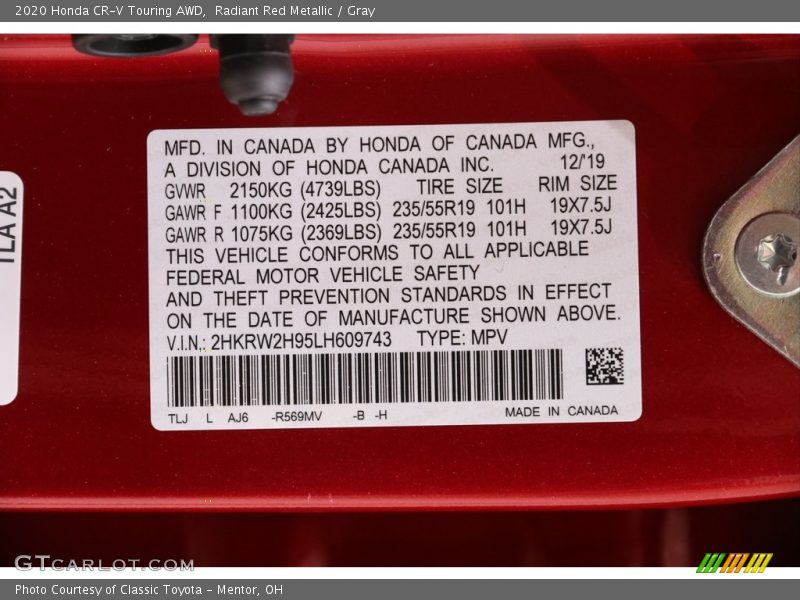 2020 Honda CR-V Touring AWD, Radiant Red Metallic / Gray
TLA A2
MFD. IN CANADA BY HONDA OF CANADA MFG.,
A DIVISION OF HONDA CANADA INC. 12/'19
GVWR 2150KG (4739LBS) TIRE SIZE RIM SIZE
GAWR F 1100KG (2425LBS) 235/55R19 101H 19X7.5J
GAWR R 1075KG (2369LBS) 235/55R19 101H 19X7.5J
THIS VEHICLE CONFORMS TO ALL APPLICABLE
FEDERAL MOTOR VEHICLE SAFETY
AND THEFT PREVENTION STANDARDS IN EFFECT
ON THE DATE OF MANUFACTURE SHOWN ABOVE.
V.I.N.: 2HKRW2H95LH609743 TYPE: MPV
TLJ L AJ6 -R569MV -B -H MADE IN CANADA
GTCARLOT.COM
Photo Courtesy of Classic Toyota - Mentor, OH